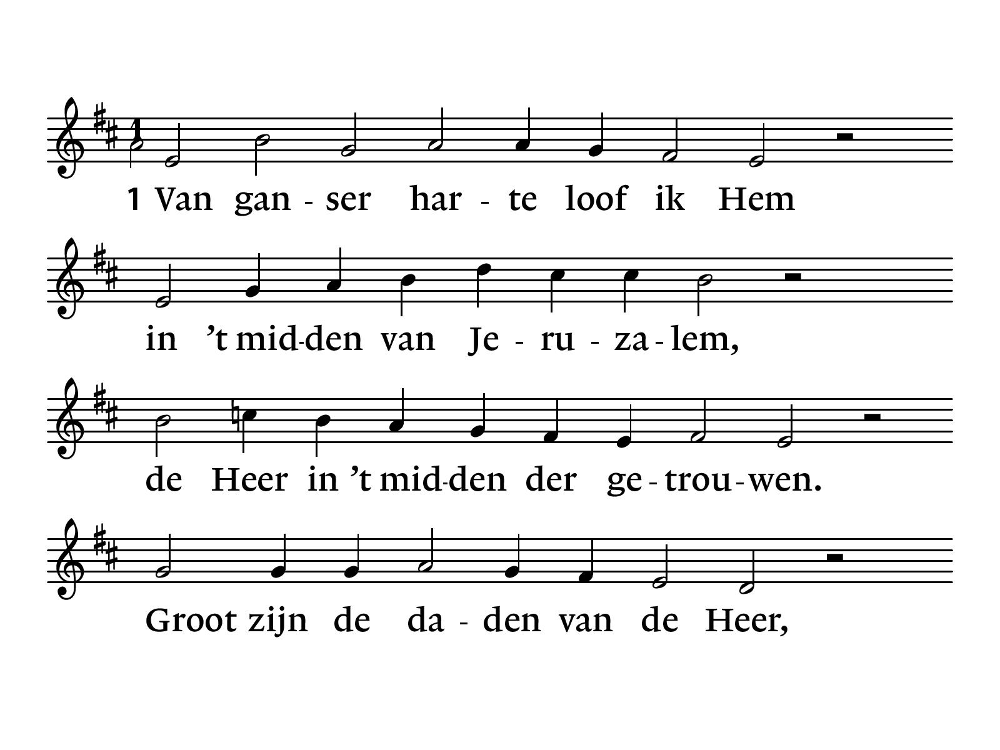 1
1 Van gan - ser har - te loof ik Hem
in ’t mid-den van Je - ru - za - lem,
de Heer in ’t mid-den der ge - trou - wen.
Groot zijn de da - den van de Heer,